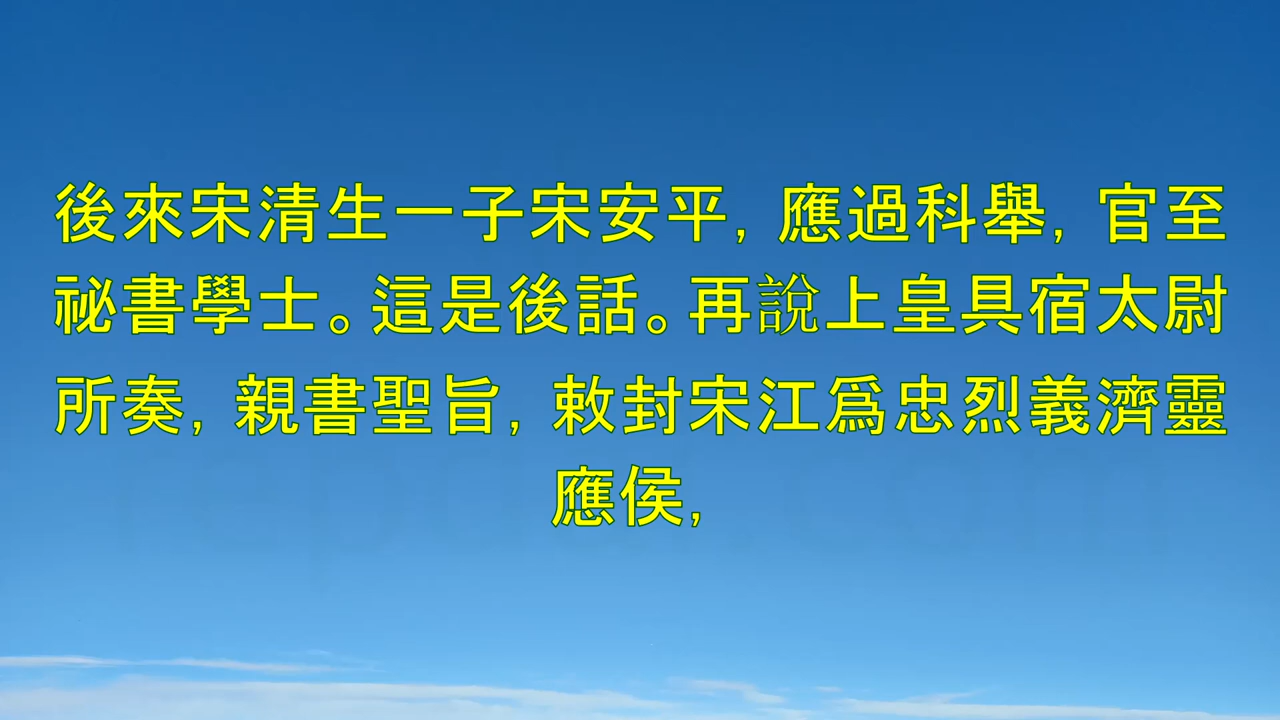 後來宋清生一子宋安平, 應過科舉, 官至
祕書學士。這是後話。再說上皇具宿太尉
所奏, 親書聖旨, 敕封宋江爲忠烈義濟靈
應侯,